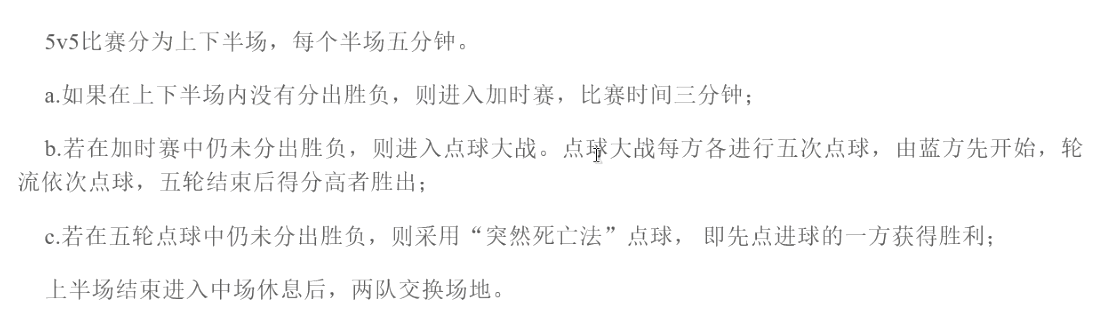 5v5比赛分为上下半场，每个半场五分钟。
a.如果在上下半场内没有分出胜负，则进入加时赛，比赛时间三分钟；
b.若在加时赛中仍未分出胜负，则进入点球大战。点球大战每方各进行五次点球，由蓝方先开始，轮
流依次点球，五轮结束后得分高者胜出；
c.若在五轮点球中仍未分出胜负，则采用“突然死亡法”点球， 即先点进球的一方获得胜利；
上半场结束进入中场休息后，两队交换场地。